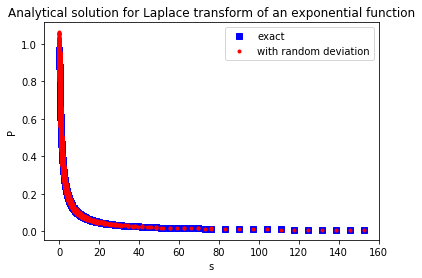 Analytical solution for Laplace transform of an exponential function
exact
with random deviation
P
1.0
0.8
0.6
0.4
0.2
0.0
0 20 40 60 80 100 120 140 160
s